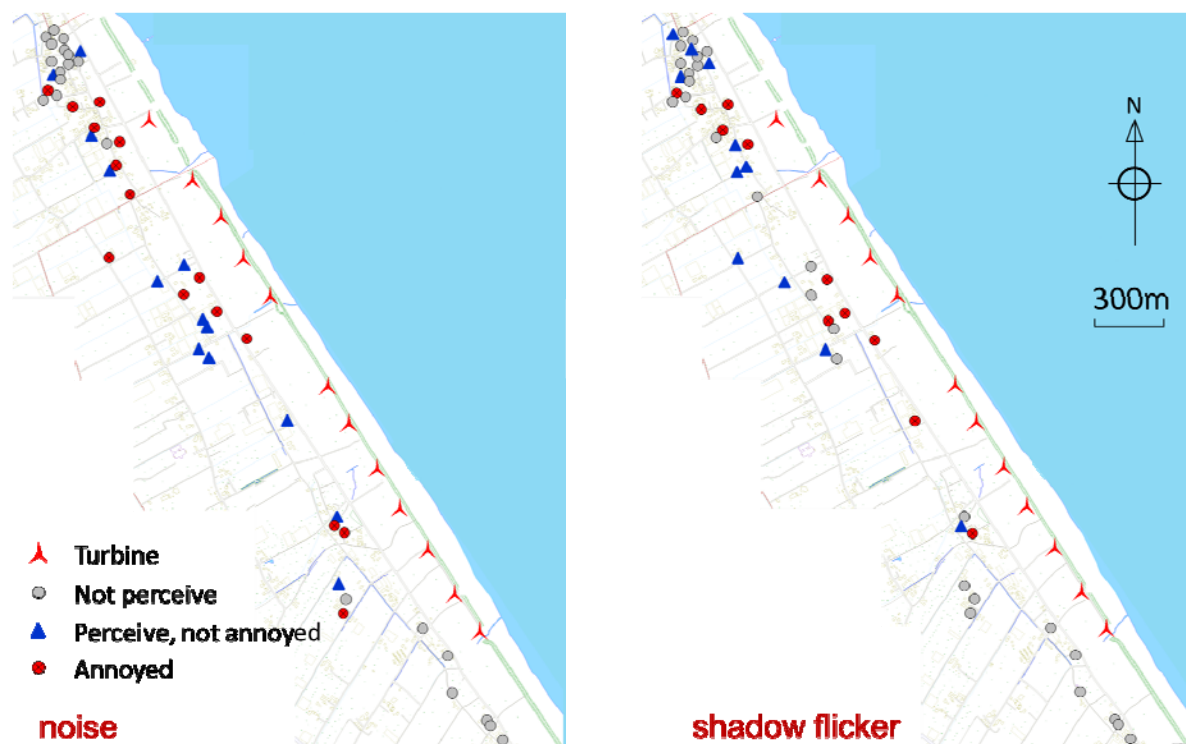 N
300m
Turbine
Not perceive
Perceive, not annoyed
Annoyed
noise
shadow flicker